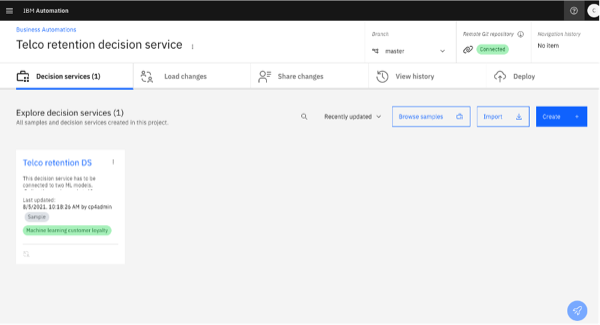 IBM Automation
C
Business Automations
Telco retention decision service
Branch
master
Remote Git repository
Connected
Navigation history
No item
Decision services (1)
Load changes
Share changes
View history
Deploy
Explore decision services (1)
All samples and decision services created in this project.
Recently updated
Browse samples
Import
Create +
Telco retention DS
This decision service has to be
connected to two ML models.
Last updated:
8/5/2021, 10:18:26 AM by cp4admin
Sample
Machine learning customer loyalty